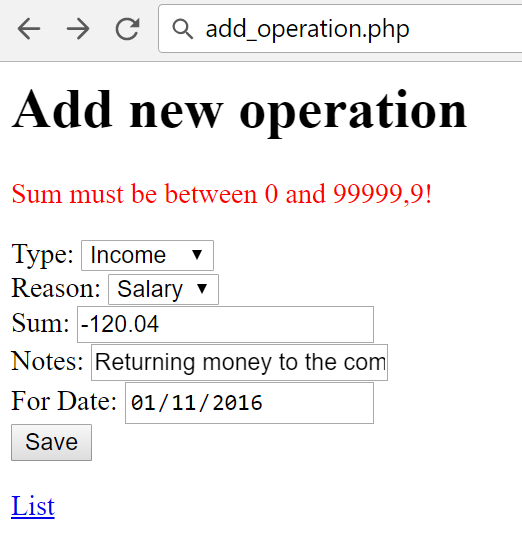 add_operation.php
Add new operation
Sum must be between 0 and 99999,9!
Type: Income
Reason: Salary
Sum: -120.04
Notes: Returning money to the com
For Date: 01/11/2016
Save
List